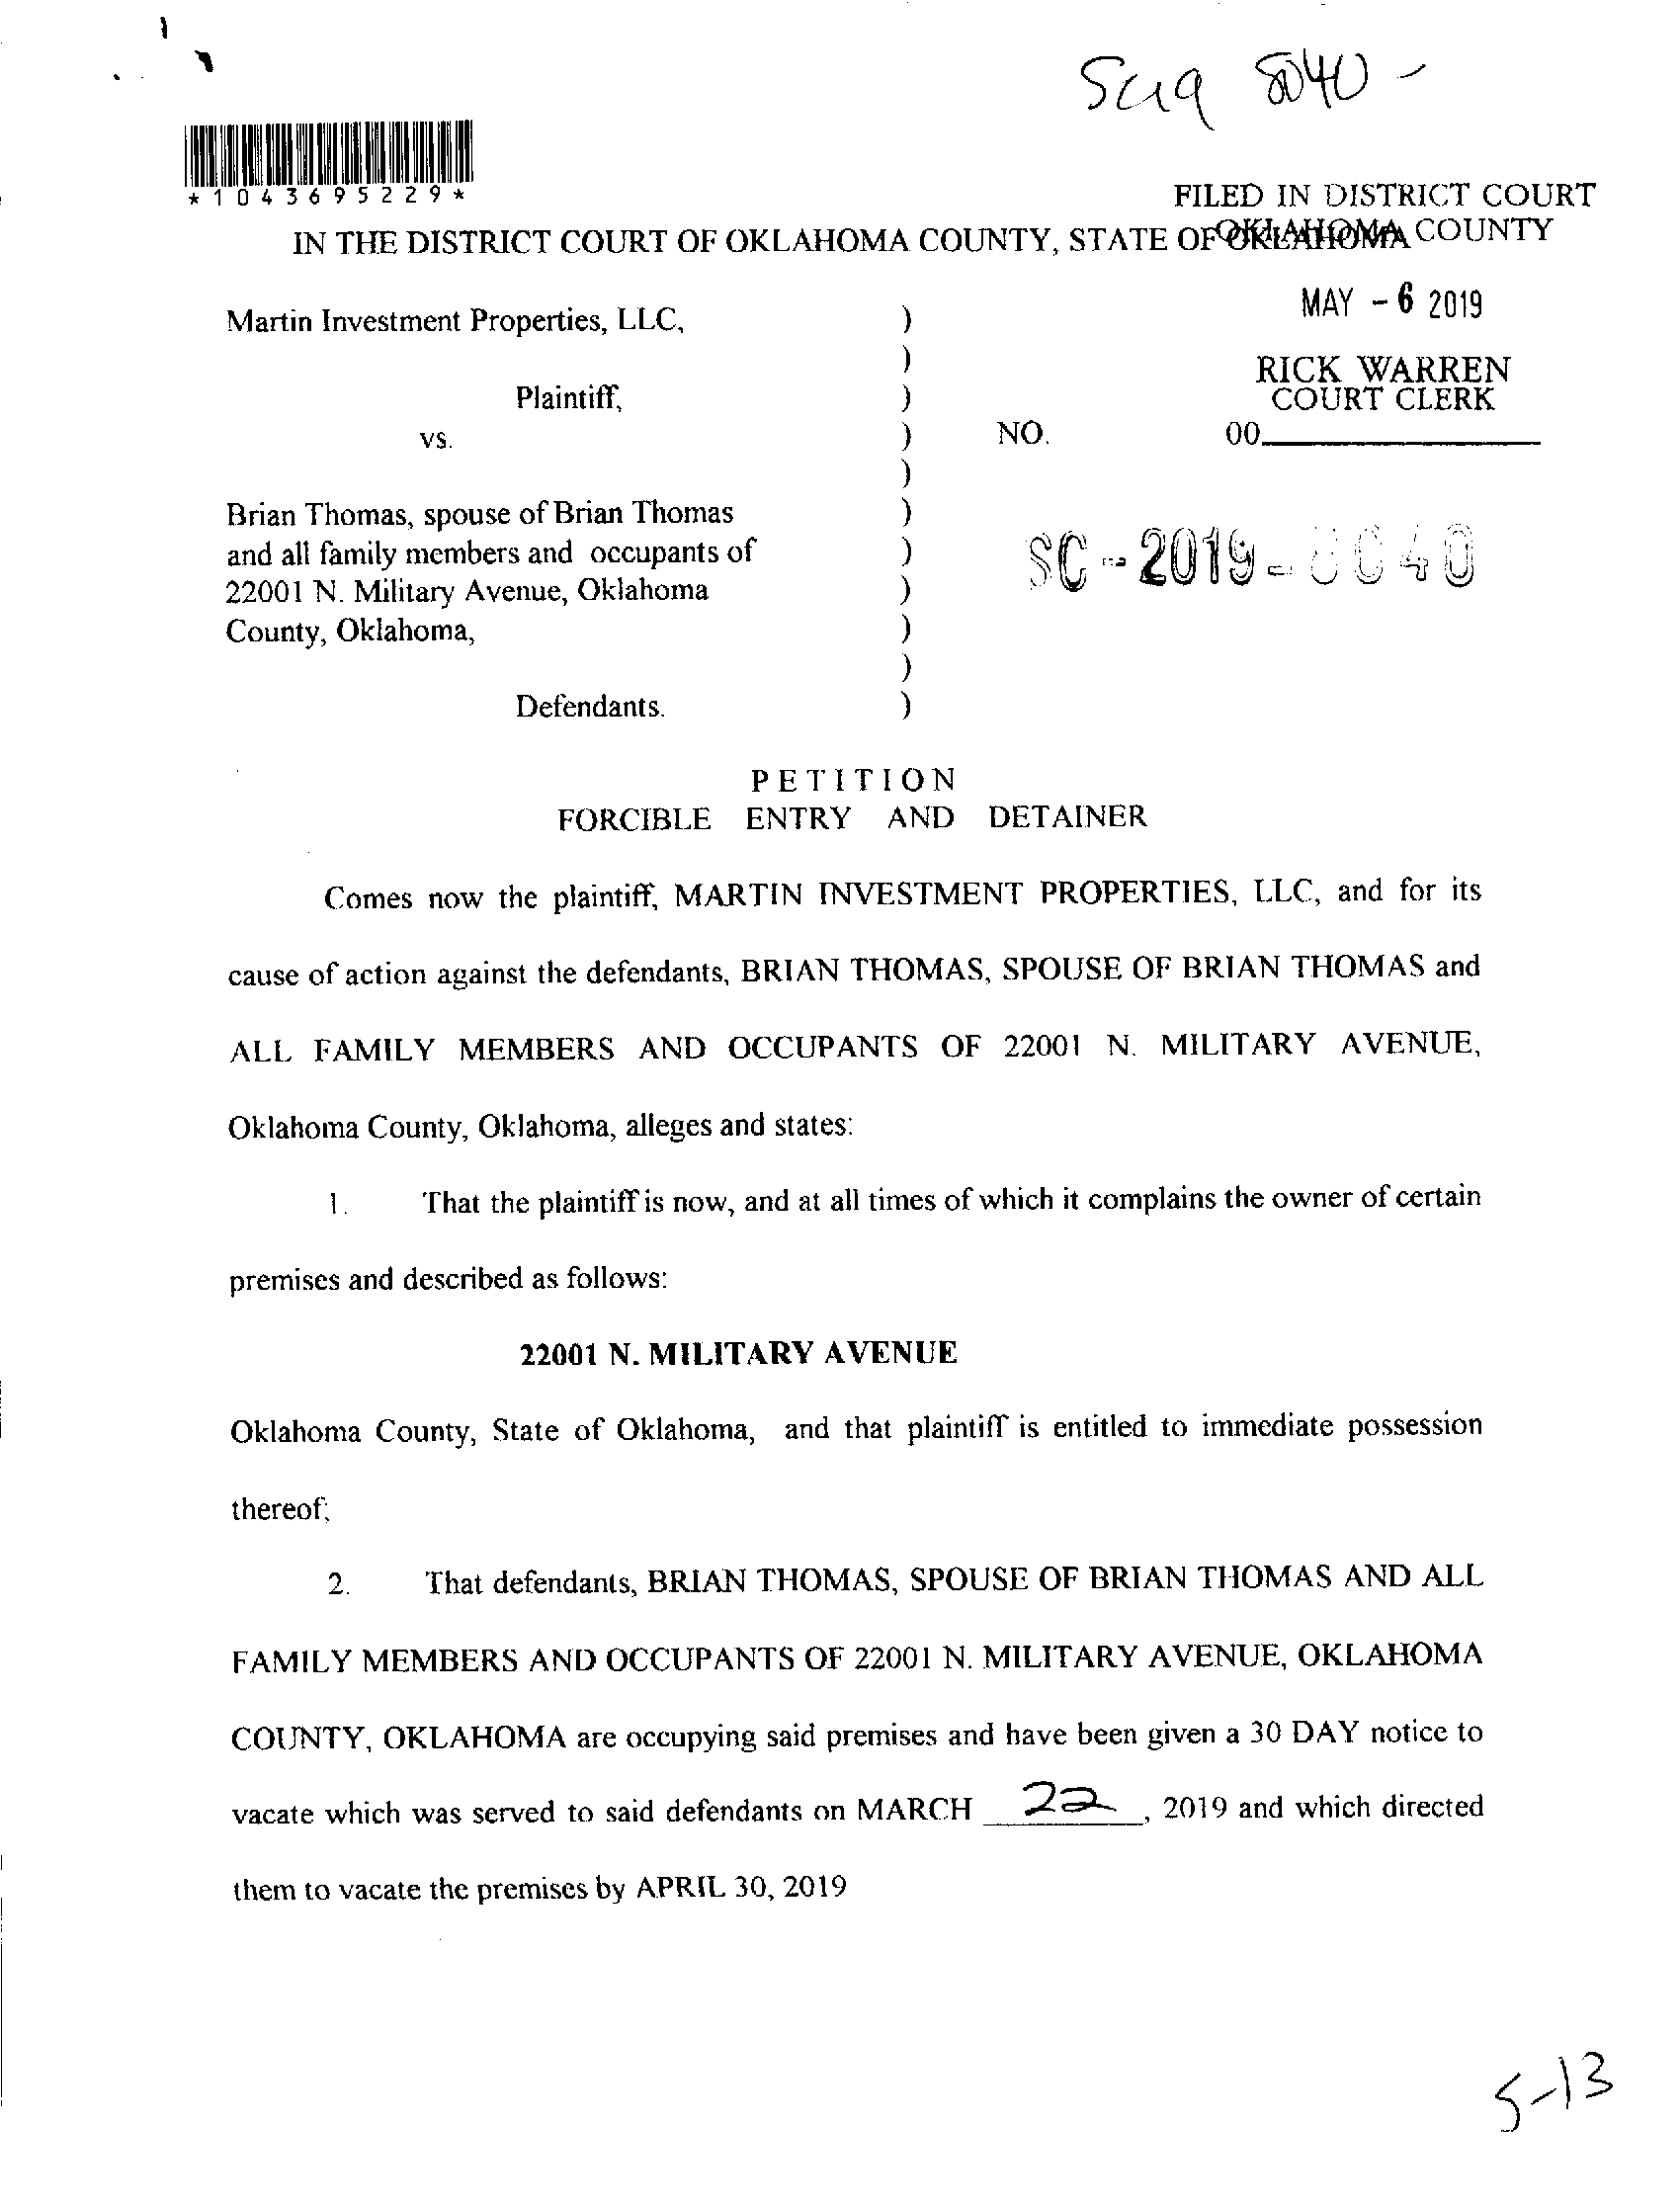 SC19 8040 -
*1043695229*
FILED IN DISTRICT COURT
OKLAHOMA COUNTY
IN THE DISTRICT COURT OF OKLAHOMA COUNTY, STATE OF OKLAHOMA
MAY - 6 2019
Martin Investment Properties, LLC, )
)
RICK WARREN
Plaintiff, )
COURT CLERK
vs. ) NO. 00
)
Brian Thomas, spouse of Brian Thomas )
and all family members and occupants of )
SC - 2019 - 8040
22001 N. Military Avenue, Oklahoma )
County, Oklahoma, )
)
Defendants. )
PETITION
FORCIBLE ENTRY AND DETAINER
Comes now the plaintiff, MARTIN INVESTMENT PROPERTIES, LLC, and for its
cause of action against the defendants, BRIAN THOMAS, SPOUSE OF BRIAN THOMAS and
ALL FAMILY MEMBERS AND OCCUPANTS OF 22001 N. MILITARY AVENUE,
Oklahoma County, Oklahoma, alleges and states:
1. That the plaintiff is now, and at all times of which it complains the owner of certain
premises and described as follows:
22001 N. MILITARY AVENUE
Oklahoma County, State of Oklahoma, and that plaintiff is entitled to immediate possession
thereof;
2. That defendants, BRIAN THOMAS, SPOUSE OF BRIAN THOMAS AND ALL
FAMILY MEMBERS AND OCCUPANTS OF 22001 N. MILITARY AVENUE, OKLAHOMA
COUNTY, OKLAHOMA are occupying said premises and have been given a 30 DAY notice to
vacate which was served to said defendants on MARCH 22, 2019 and which directed
them to vacate the premises by APRIL 30, 2019
5-13